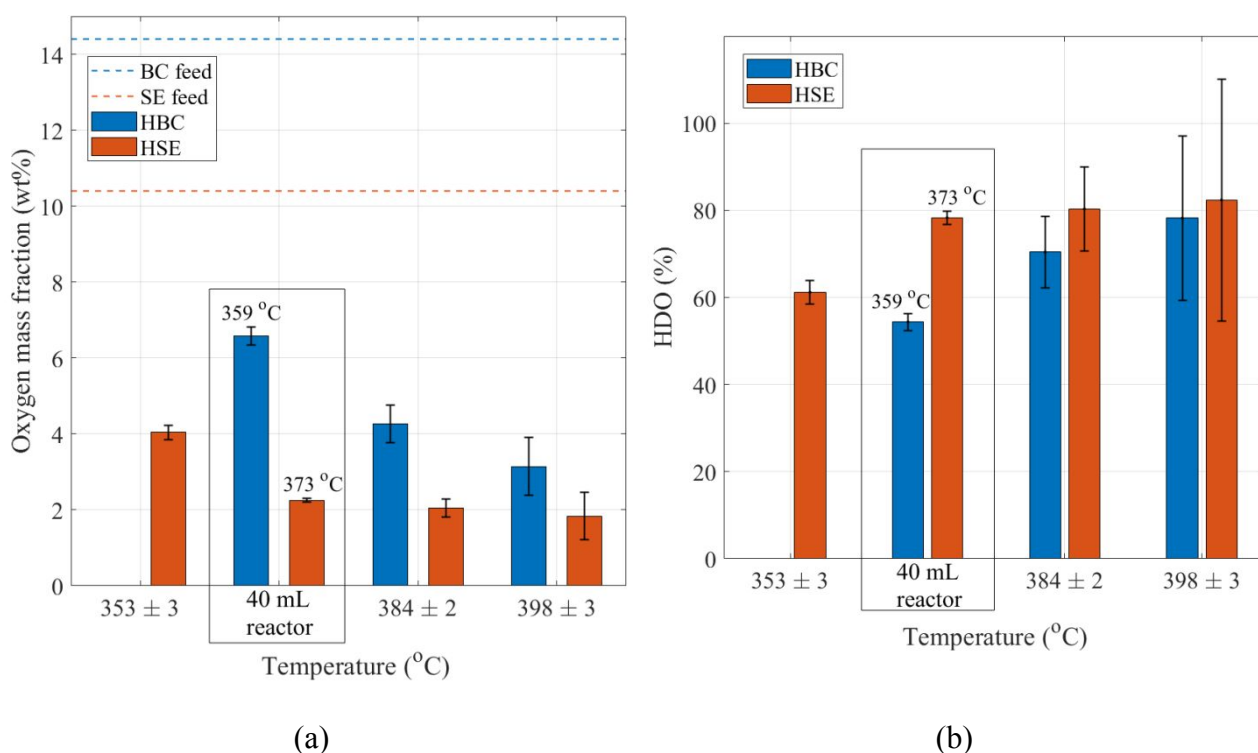 Oxygen mass fraction (wt%)
14
12
10
8
6
4
2
0
BC feed
SE feed
HBC
HSE
359 °C
373 °C
353 ± 3
40 mL
reactor
384 ± 2
398 ± 3
Temperature (°C)
(a)
HDO (%)
100
80
60
40
20
0
HBC
HSE
373 °C
359 °C
353 ± 3
40 mL
reactor
384 ± 2
398 ± 3
Temperature (°C)
(b)